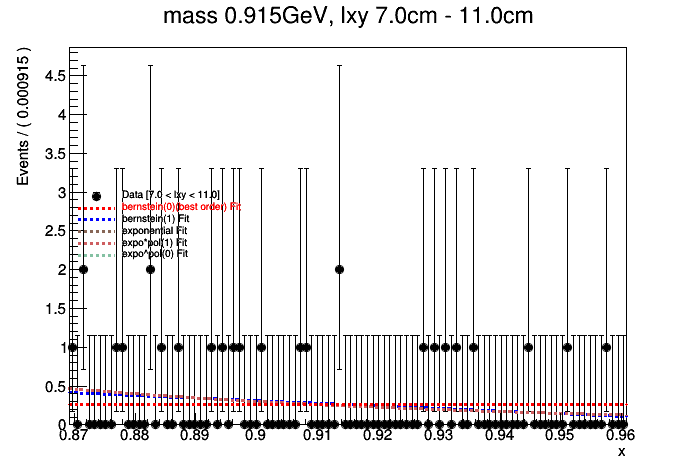 mass 0.915GeV, lxy 7.0cm - 11.0cm
Events / ( 0.000915 )
4.5
4
3.5
3
2.5
2
1.5
1
0.5
0
Data [7.0 < lxy < 11.0]
bernstein(0)(best order) Fit
bernstein(1) Fit
exponential Fit
expo*pol(1) Fit
expo^pol(0) Fit
0.87 0.88 0.89 0.9 0.91 0.92 0.93 0.94 0.95 0.96
x